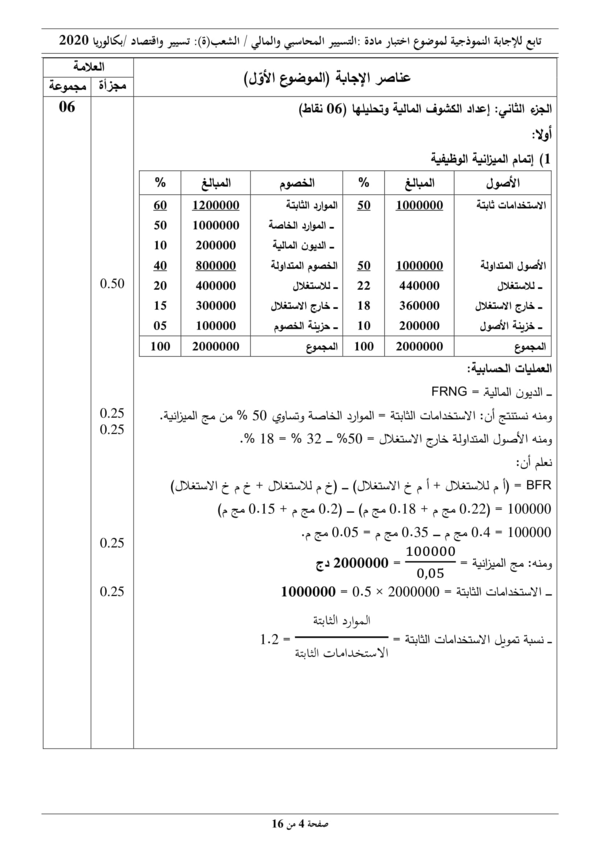 تابع للإجابة النموذجية لموضوع اختبار مادة :التسيير المحاسبي والمالي / الشعب(ة): تسيير واقتصاد /بكالوريا 2020
عناصر الإجابة (الموضوع الأوّل) العلامة
مجزأة مجموعة
الجزء الثاني: إعداد الكشوف المالية وتحليلها (06 نقاط) 06
أولا:
1) إتمام الميزانية الوظيفية
الأصول المبالغ % الخصوم المبالغ %
الاستخدامات ثابتة 1000000 50 الموارد الثابتة 1200000 60
ـ الموارد الخاصة 1000000 50
ـ الديون المالية 200000 10
الأصول المتداولة 1000000 50 الخصوم المتداولة 800000 40
ـ للاستغلال 440000 22 ـ للاستغلال 400000 20 0.50
ـ خارج الاستغلال 360000 18 ـ خارج الاستغلال 300000 15
ـ خزينة الأصول 200000 10 ـ خزينة الخصوم 100000 05
المجموع 2000000 100 المجموع 2000000 100
العمليات الحسابية:
ـ الديون المالية = FRNG
ومنه نستنتج أن: الاستخدامات الثابتة = الموارد الخاصة وتساوي 50 % من مج الميزانية. 0.25
0.25
ومنه الأصول المتداولة خارج الاستغلال = 50% ـ 32 % = 18 %.
نعلم أن:
BFR = (أ م للاستغلال + أ م خ الاستغلال) ـ (خ م للاستغلال + خ م خ الاستغلال)
100000 = (0.22 مج م + 0.18 مج م) ـ (0.2 مج م + 0.15 مج م)
100000 = 0.4 مج م ـ 0.35 مج م = 0.05 مج م.
ومنه: مج الميزانية = 100000 / 0,05 = 2000000 دج 0.25
ـ الاستخدامات الثابتة = 2000000 × 0.5 = 1000000 0.25
ـ نسبة تمويل الاستخدامات الثابتة = الموارد الثابتة / الاستخدامات الثابتة = 1.2
صفحة 4 من 16